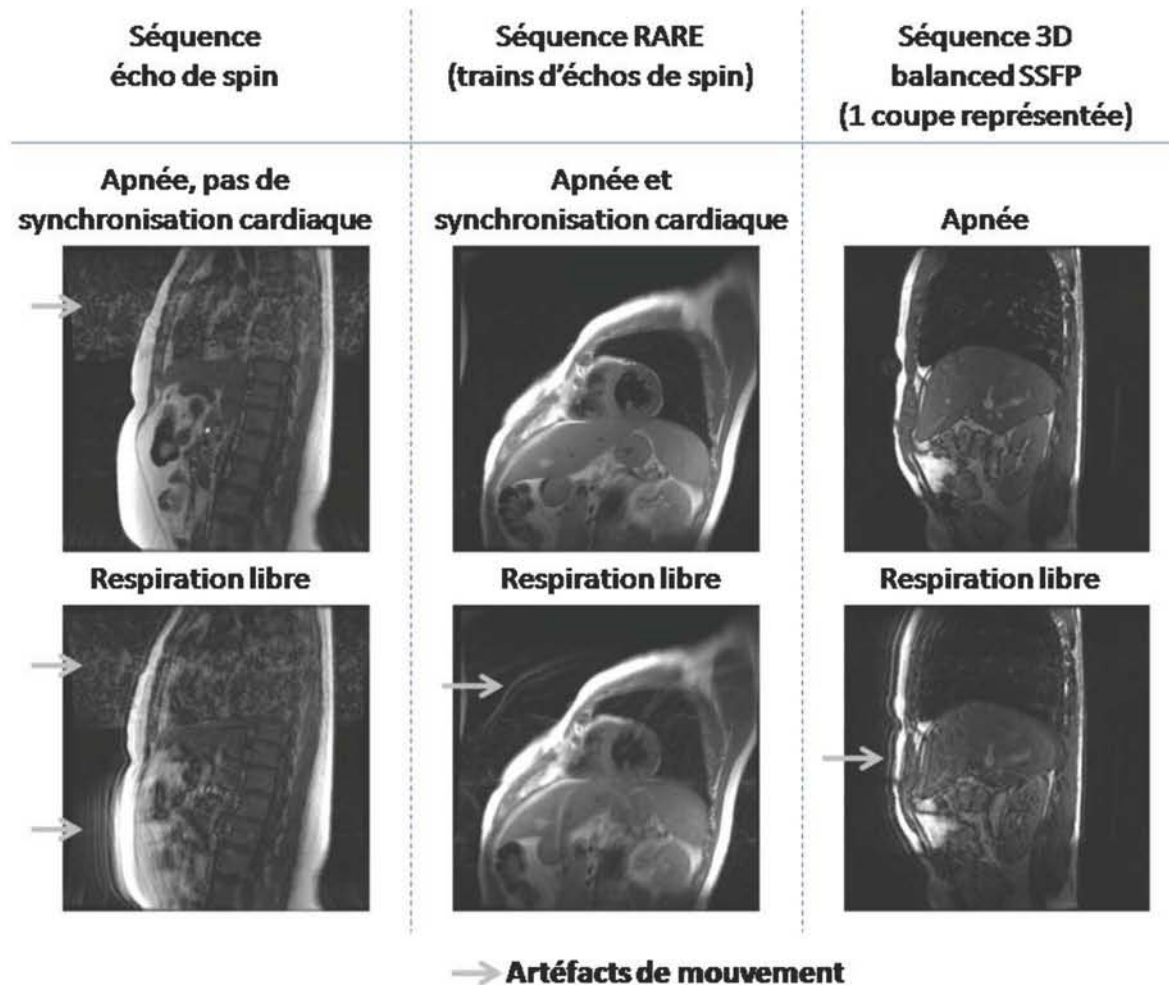 Séquence
écho de spin
Séquence RARE
(trains d'échos de spin)
Séquence 3D
balanced SSFP
(1 coupe représentée)
Apnée, pas de
synchronisation cardiaque
Apnée et
synchronisation cardiaque
Apnée
Respiration libre
Respiration libre
Respiration libre
Artéfacts de mouvement